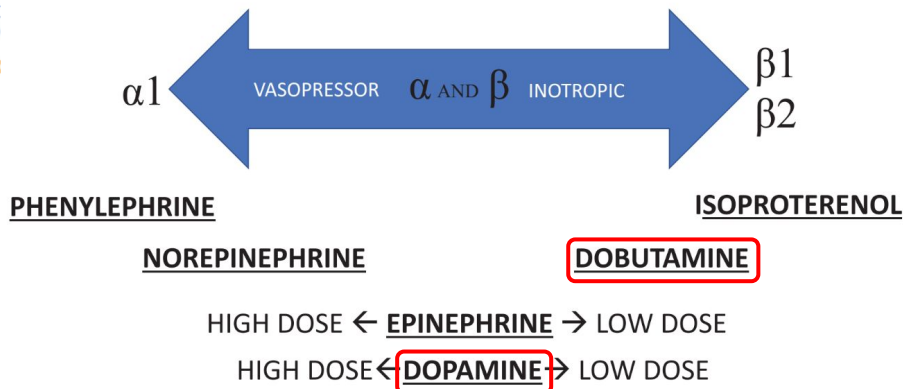 α1
VASOPRESSOR α AND β INOTROPIC
β1
β2
PHENYLEPHRINE
ISOPROTERENOL
NOREPINEPHRINE
DOBUTAMINE
HIGH DOSE ← EPINEPHRINE → LOW DOSE
HIGH DOSE ← DOPAMINE → LOW DOSE